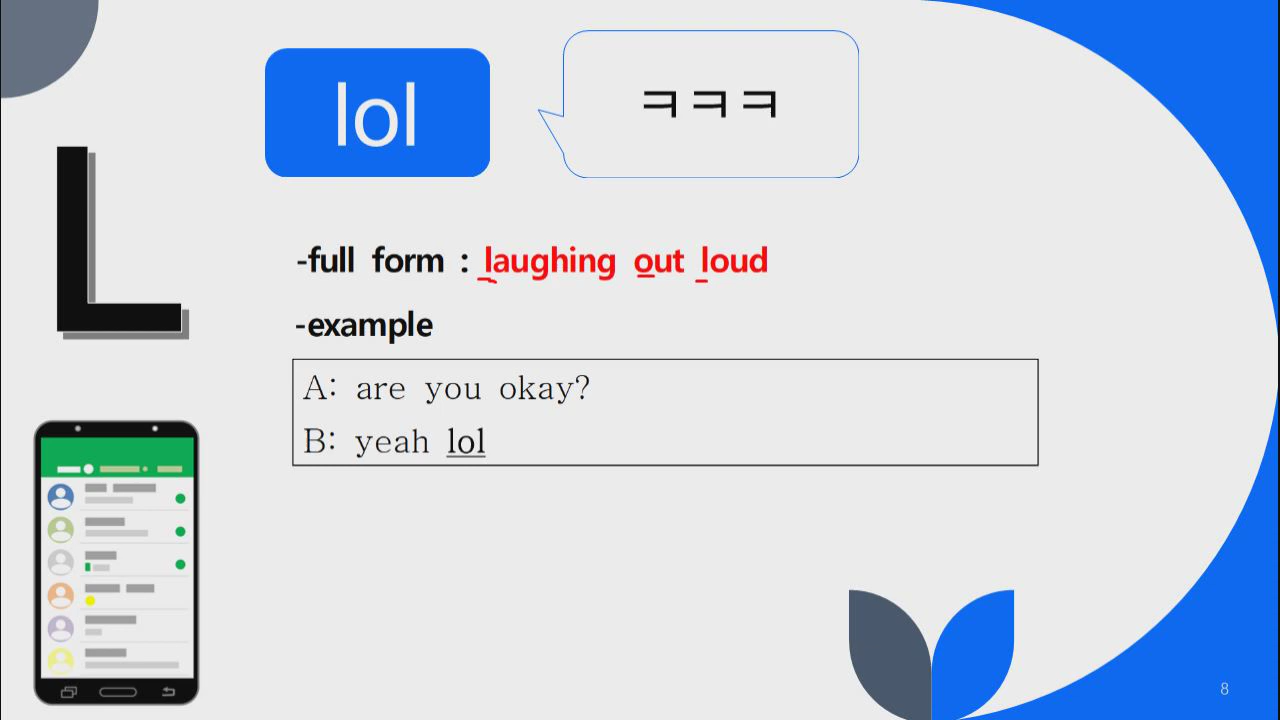 lol
ㅋㅋㅋ
L
-full form : laughing out loud
-example
A: are you okay?
B: yeah lol
8